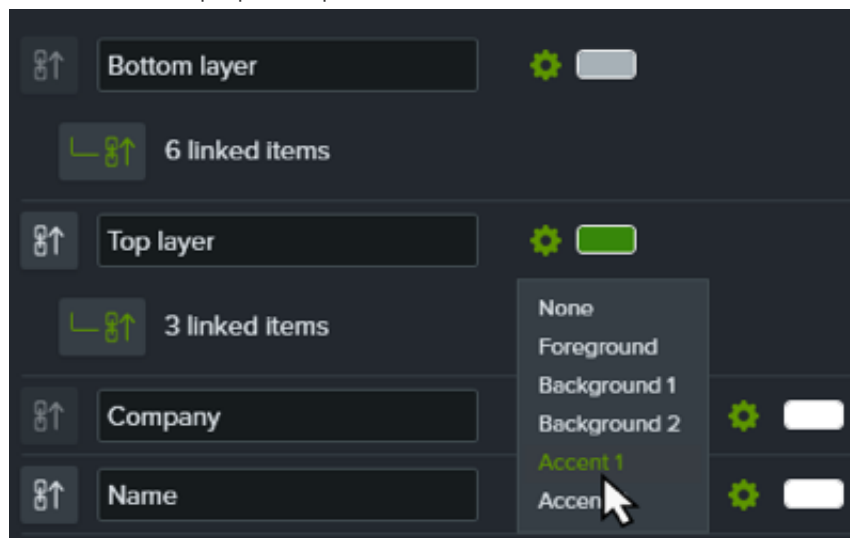 Bottom layer
6 linked items
Top layer
3 linked items
None
Foreground
Background 1
Background 2
Accent 1
Company
Name